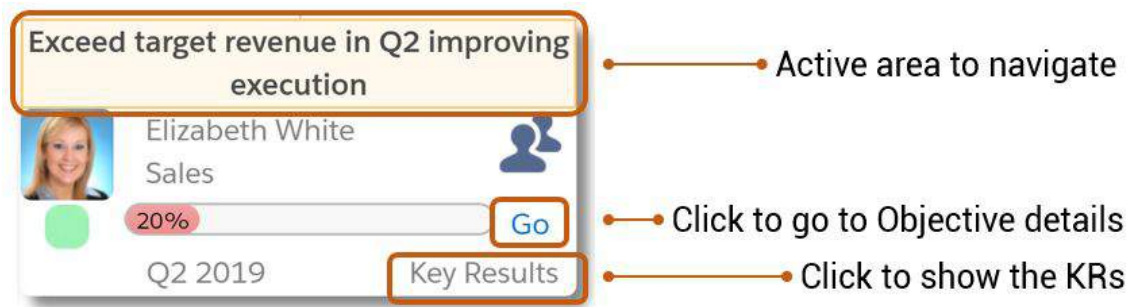 Exceed target revenue in Q2 improving
execution
Active area to navigate
Elizabeth White
Sales
20%
Go
Click to go to Objective details
Q2 2019
Key Results
Click to show the KRs